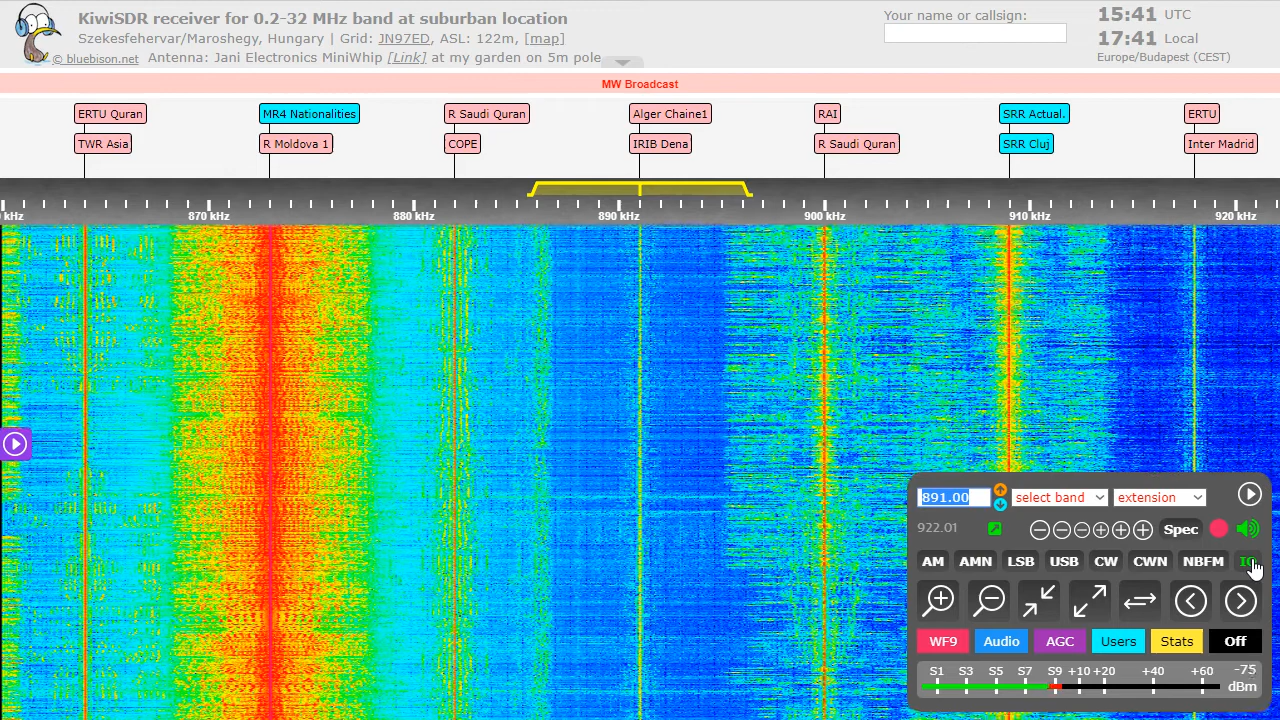 KiwiSDR receiver for 0.2-32 MHz band at suburban location
Szekesfehervar/Maroshegy, Hungary | Grid: JN97ED, ASL: 122m, [map]
© bluebison.net Antenna: Jani Electronics MiniWhip [Link] at my garden on 5m pole
Your name or callsign:
15:41 UTC
17:41 Local
Europe/Budapest (CEST)
MW Broadcast
ERTU Quran MR4 Nationalities R Saudi Quran Alger Chaine1 RAI SRR Actual. ERTU
TWR Asia R Moldova 1 COPE IRIB Dena R Saudi Quran SRR Cluj Inter Madrid
kHz 870 kHz 880 kHz 890 kHz 900 kHz 910 kHz 920 kHz
891.00 select band extension
922.01 Spec
AM AMN LSB USB CW CWN NBFM IQ
WF9 Audio AGC Users Stats Off
S1 S3 S5 S7 S9 +10 +20 +40 +60 -75
dBm